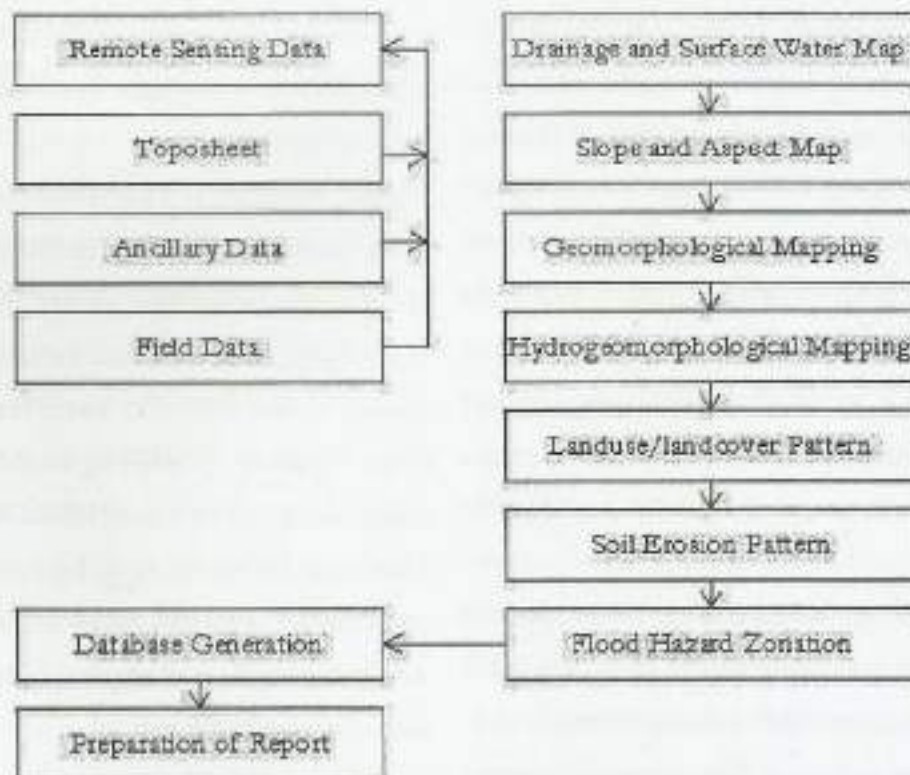 Remote Sensing Data
Toposheet
Ancillary Data
Field Data
Drainage and Surface Water Map
Slope and Aspect Map
Geomorphological Mapping
Hydrogeomorphological Mapping
Landuse/landcover Pattern
Soil Erosion Pattern
Flood Hazard Zonation
Database Generation
Preparation of Report